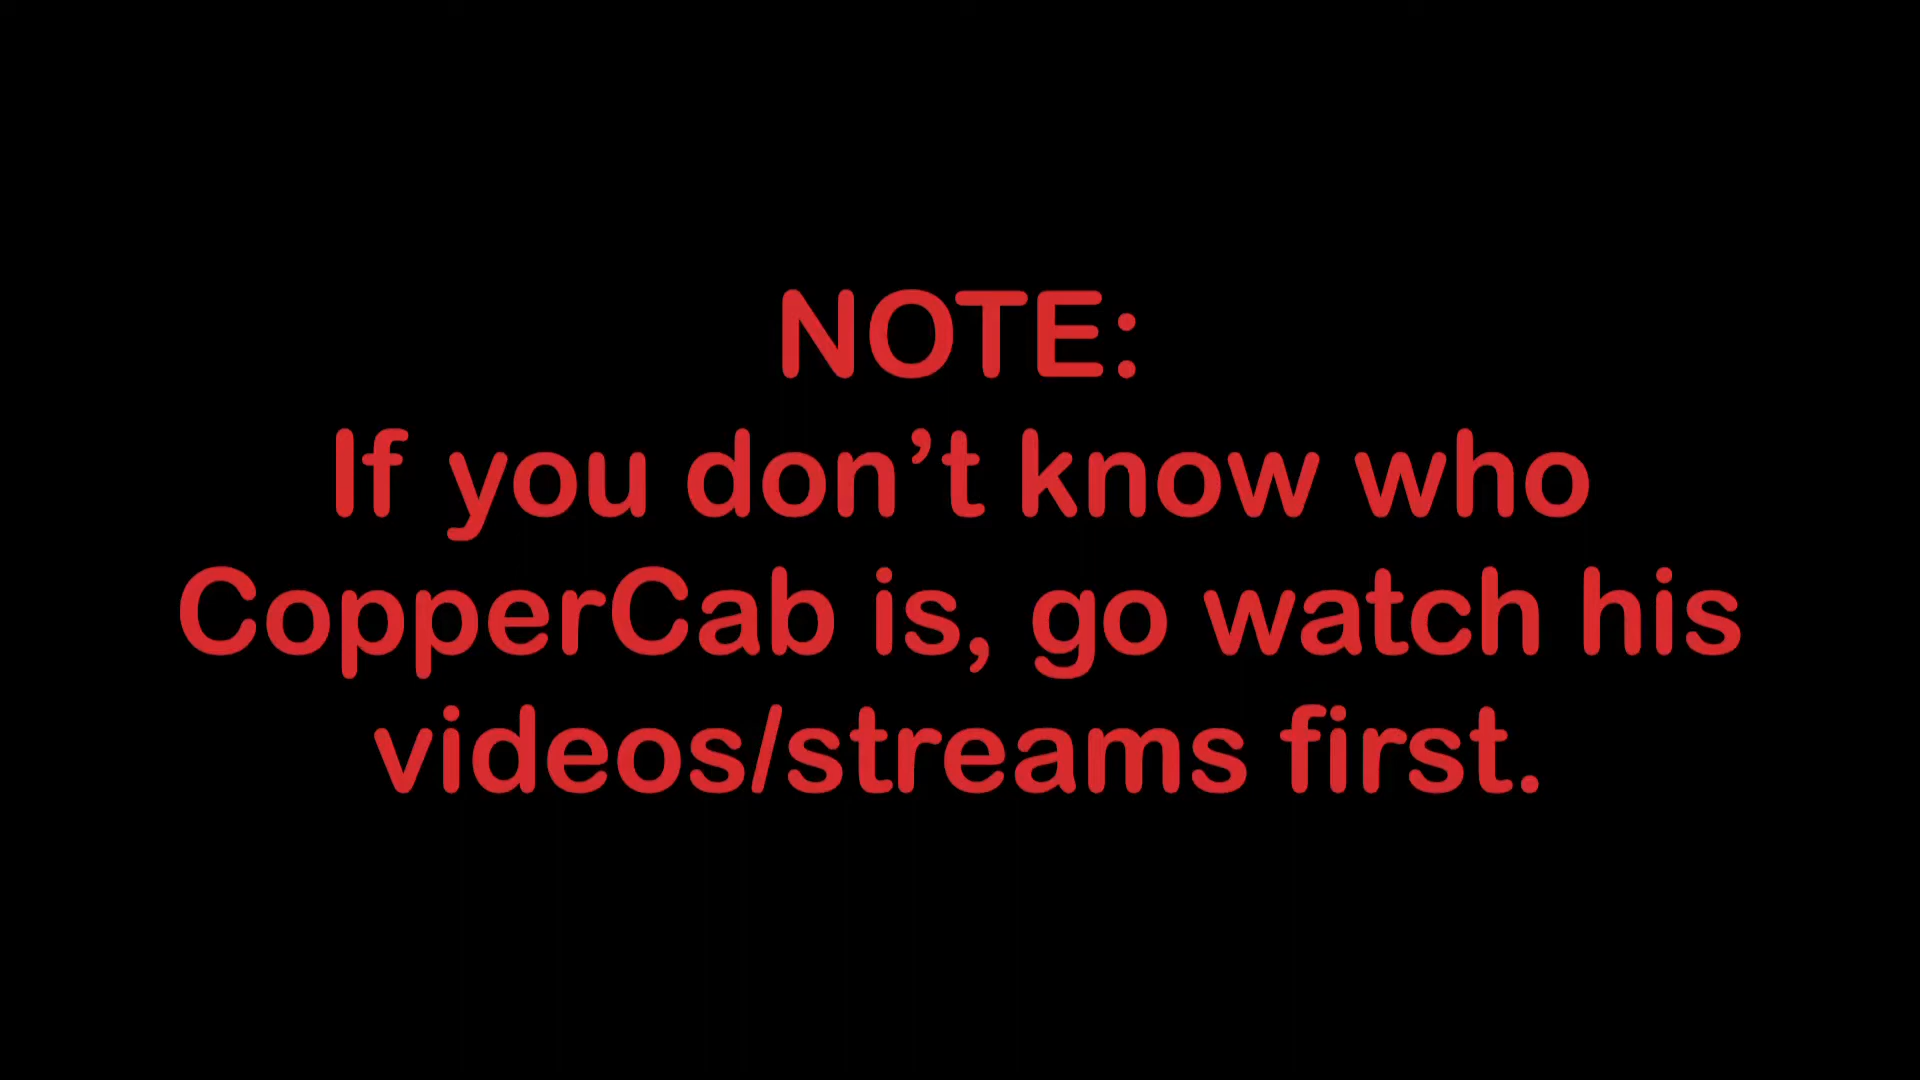 NOTE:
If you don’t know who
CopperCab is, go watch his
videos/streams first.